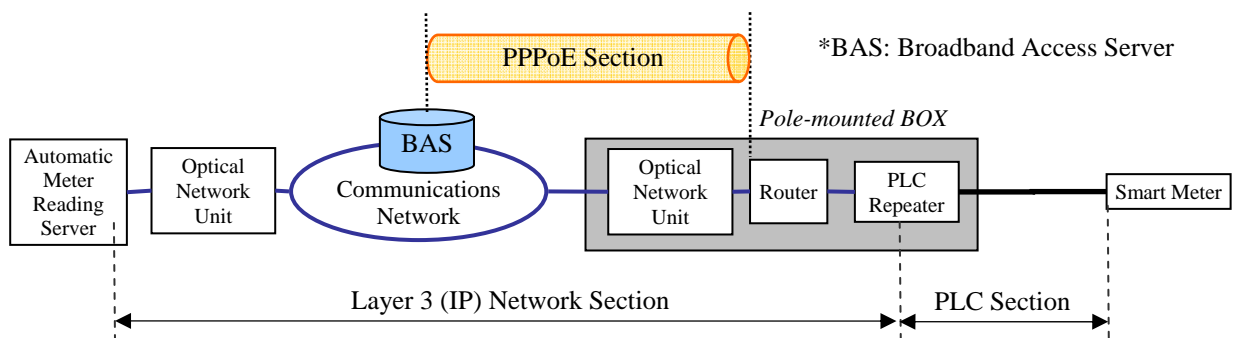 PPPoE Section
*BAS: Broadband Access Server
Pole-mounted BOX
Automatic
Meter
Reading
Server
Optical
Network
Unit
BAS
Communications
Network
Optical
Network
Unit
Router
PLC
Repeater
Smart Meter
Layer 3 (IP) Network Section
PLC Section